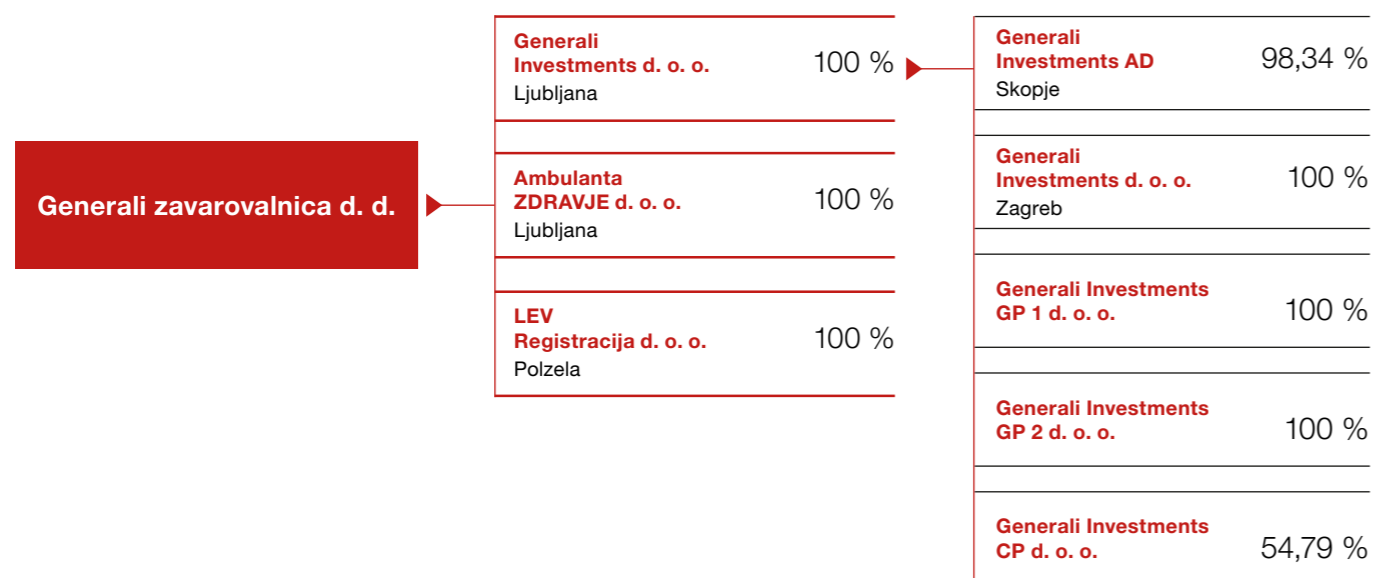 Generali zavarovalnica d. d.
Generali
Investments d. o. o.
Ljubljana
100 %
Ambulanta
ZDRAVJE d. o. o.
Ljubljana
100 %
LEV
Registracija d. o. o.
Polzela
100 %
Generali
Investments AD
Skopje
98,34 %
Generali
Investments d. o. o.
Zagreb
100 %
Generali Investments
GP 1 d. o. o.
100 %
Generali Investments
GP 2 d. o. o.
100 %
Generali Investments
CP d. o. o.
54,79 %